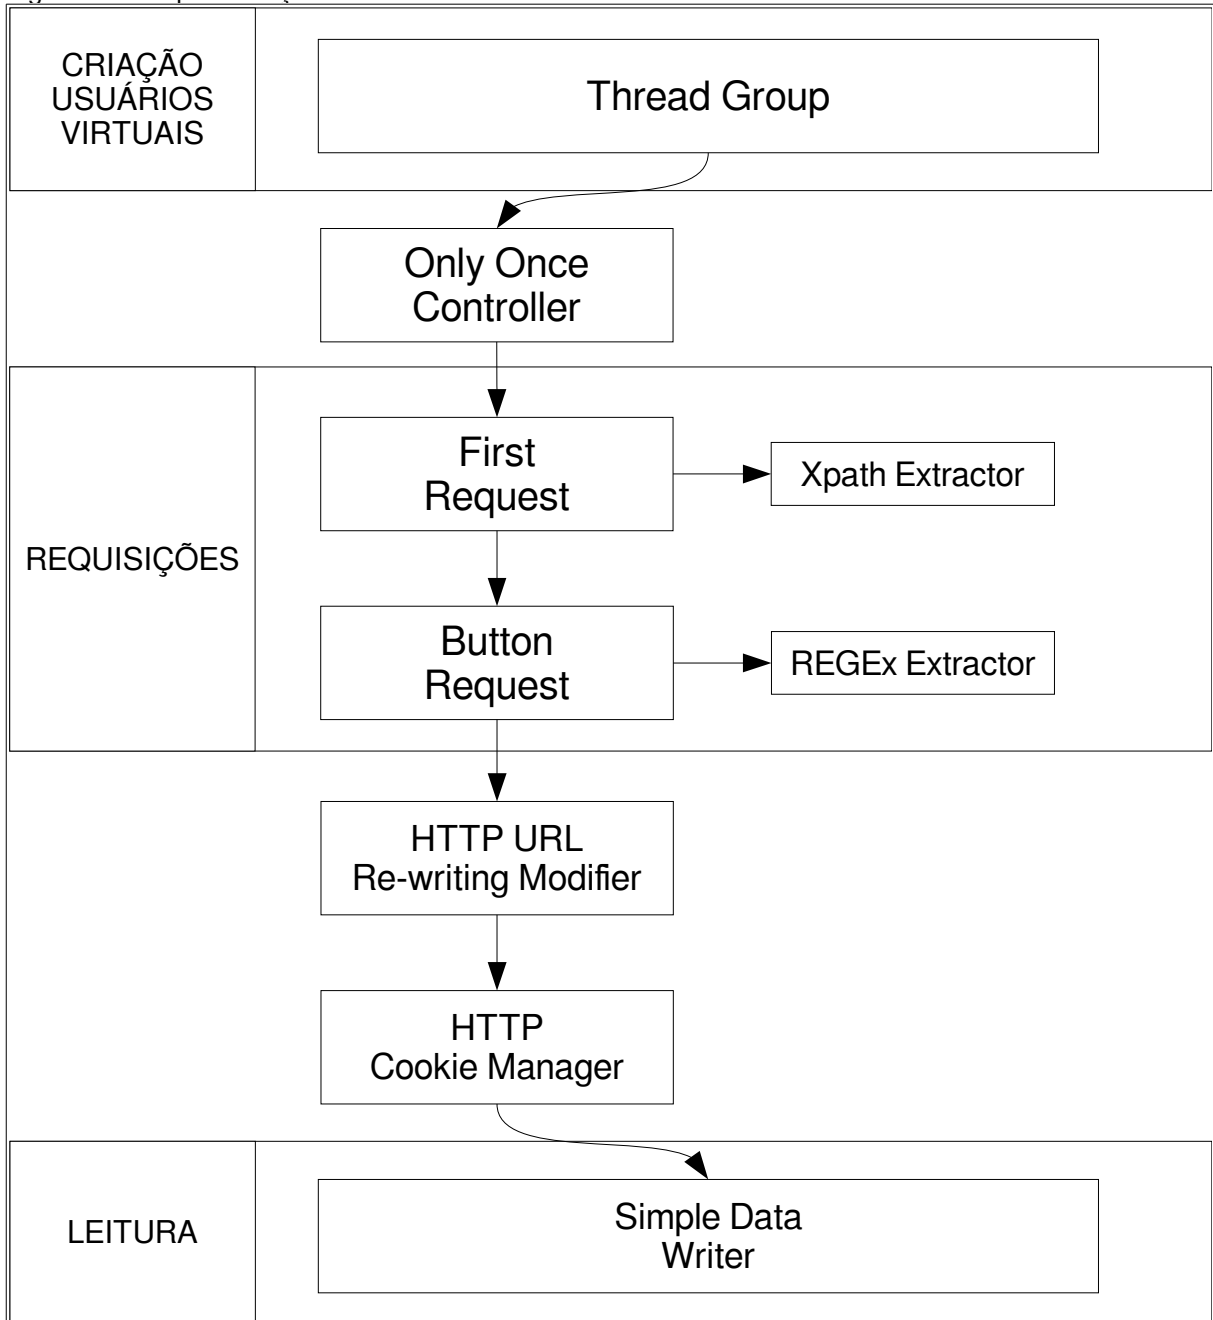 CRIAÇÃO
USUÁRIOS
VIRTUAIS
Thread Group
Only Once
Controller
First
Request
Xpath Extractor
REQUISIÇÕES
Button
Request
REGEx Extractor
HTTP URL
Re-writing Modifier
HTTP
Cookie Manager
LEITURA
Simple Data
Writer